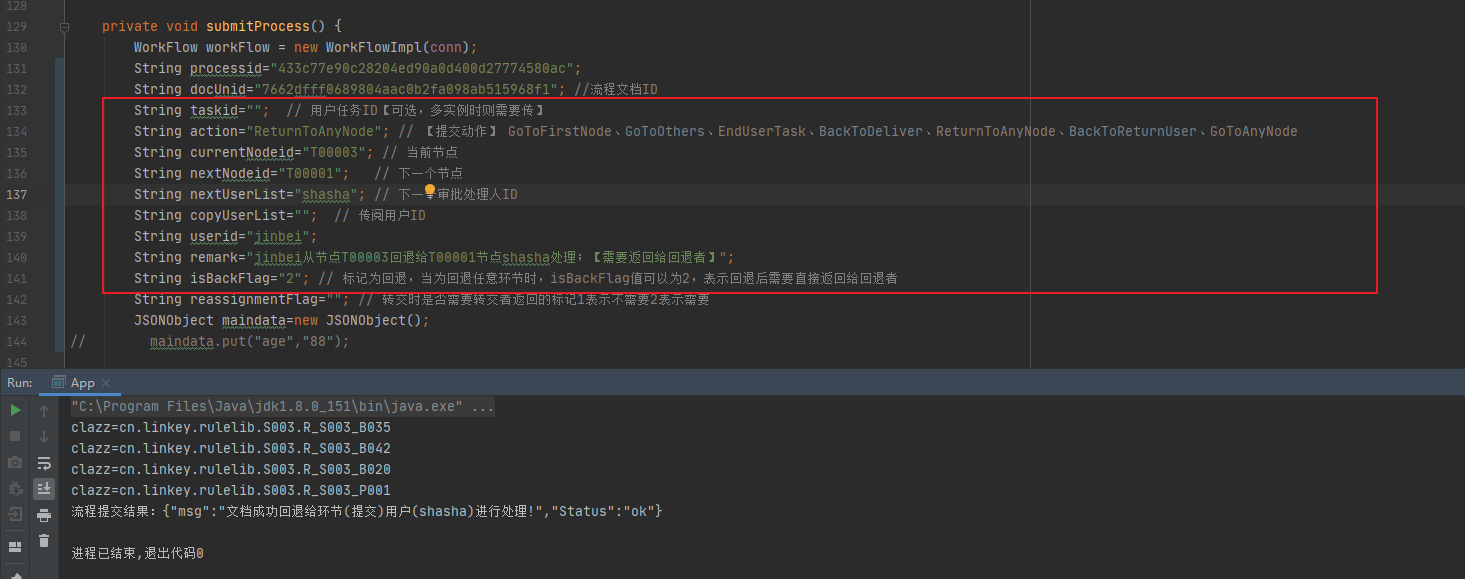 128
129 private void submitProcess() {
130 WorkFlow workFlow = new WorkFlowImpl(conn);
131 String processid="433c77e90c28204ed90a0d400d27774580ac";
132 String docUnid="7662dfff0689804aac0b2fa098ab515968f1"; //流程文档ID
133 String taskid=""; // 用户任务ID【可选，多实例时则需要传】
134 String action="ReturnToAnyNode"; // 【提交动作】 GoToFirstNode、GoToOthers、EndUserTask、BackToDeliver、ReturnToAnyNode、BackToReturnUser、GoToAnyNode
135 String currentNodeid="T00003"; // 当前节点
136 String nextNodeid="T00001"; // 下一个节点
137 String nextUserList="shasha"; // 下一审批处理人ID
138 String copyUserList=""; // 传阅用户ID
139 String userid="jinbei";
140 String remark="jinbei从节点T00003回退给T00001节点shasha处理；【需要返回给回退者】";
141 String isBackFlag="2"; // 标记为回退，当为回退任意环节时，isBackFlag值可以为2，表示回退后需要直接返回给回退者
142 String reassignmentFlag=""; // 转交时是否需要转交者返回的标记1表示不需要2表示需要
143 JSONObject maindata=new JSONObject();
144 // maindata.put("age","88");
145
Run: App ×
"C:\Program Files\Java\jdk1.8.0_151\bin\java.exe" ...
clazz=cn.linkey.rulelib.S003.R_S003_B035
clazz=cn.linkey.rulelib.S003.R_S003_B042
clazz=cn.linkey.rulelib.S003.R_S003_B020
clazz=cn.linkey.rulelib.S003.R_S003_P001
流程提交结果：{"msg":"文档成功回退给环节(提交)用户(shasha)进行处理!","Status":"ok"}
进程已结束,退出代码0